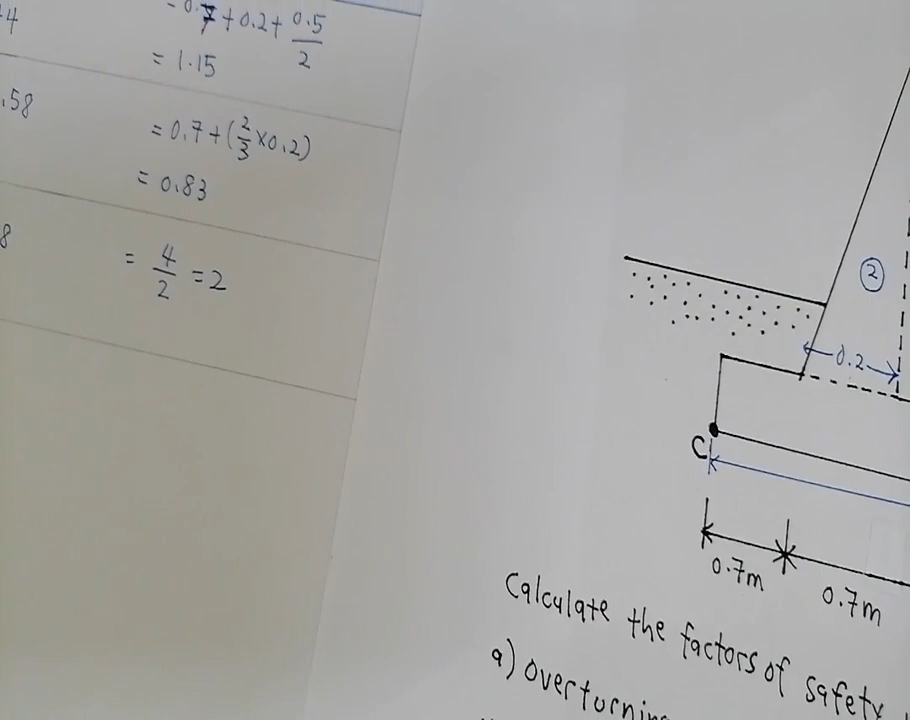 = 0.7 + 0.2 + 0.5/2
= 1.15
.58
= 0.7 + (2/3 × 0.2)
= 0.83
8
= 4/2 = 2
2
0.2
C
0.7m
0.7m
Calculate the factors of safety
a) Overturning